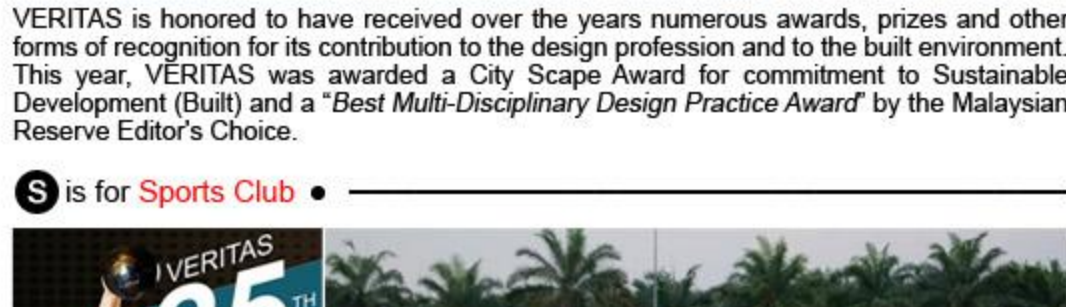 VERITAS is honored to have received over the years numerous awards, prizes and other
forms of recognition for its contribution to the design profession and to the built environment.
This year, VERITAS was awarded a City Scape Award for commitment to Sustainable
Development (Built) and a “Best Multi-Disciplinary Design Practice Award” by the Malaysian
Reserve Editor's Choice.
S is for Sports Club •
VERITAS
25TH